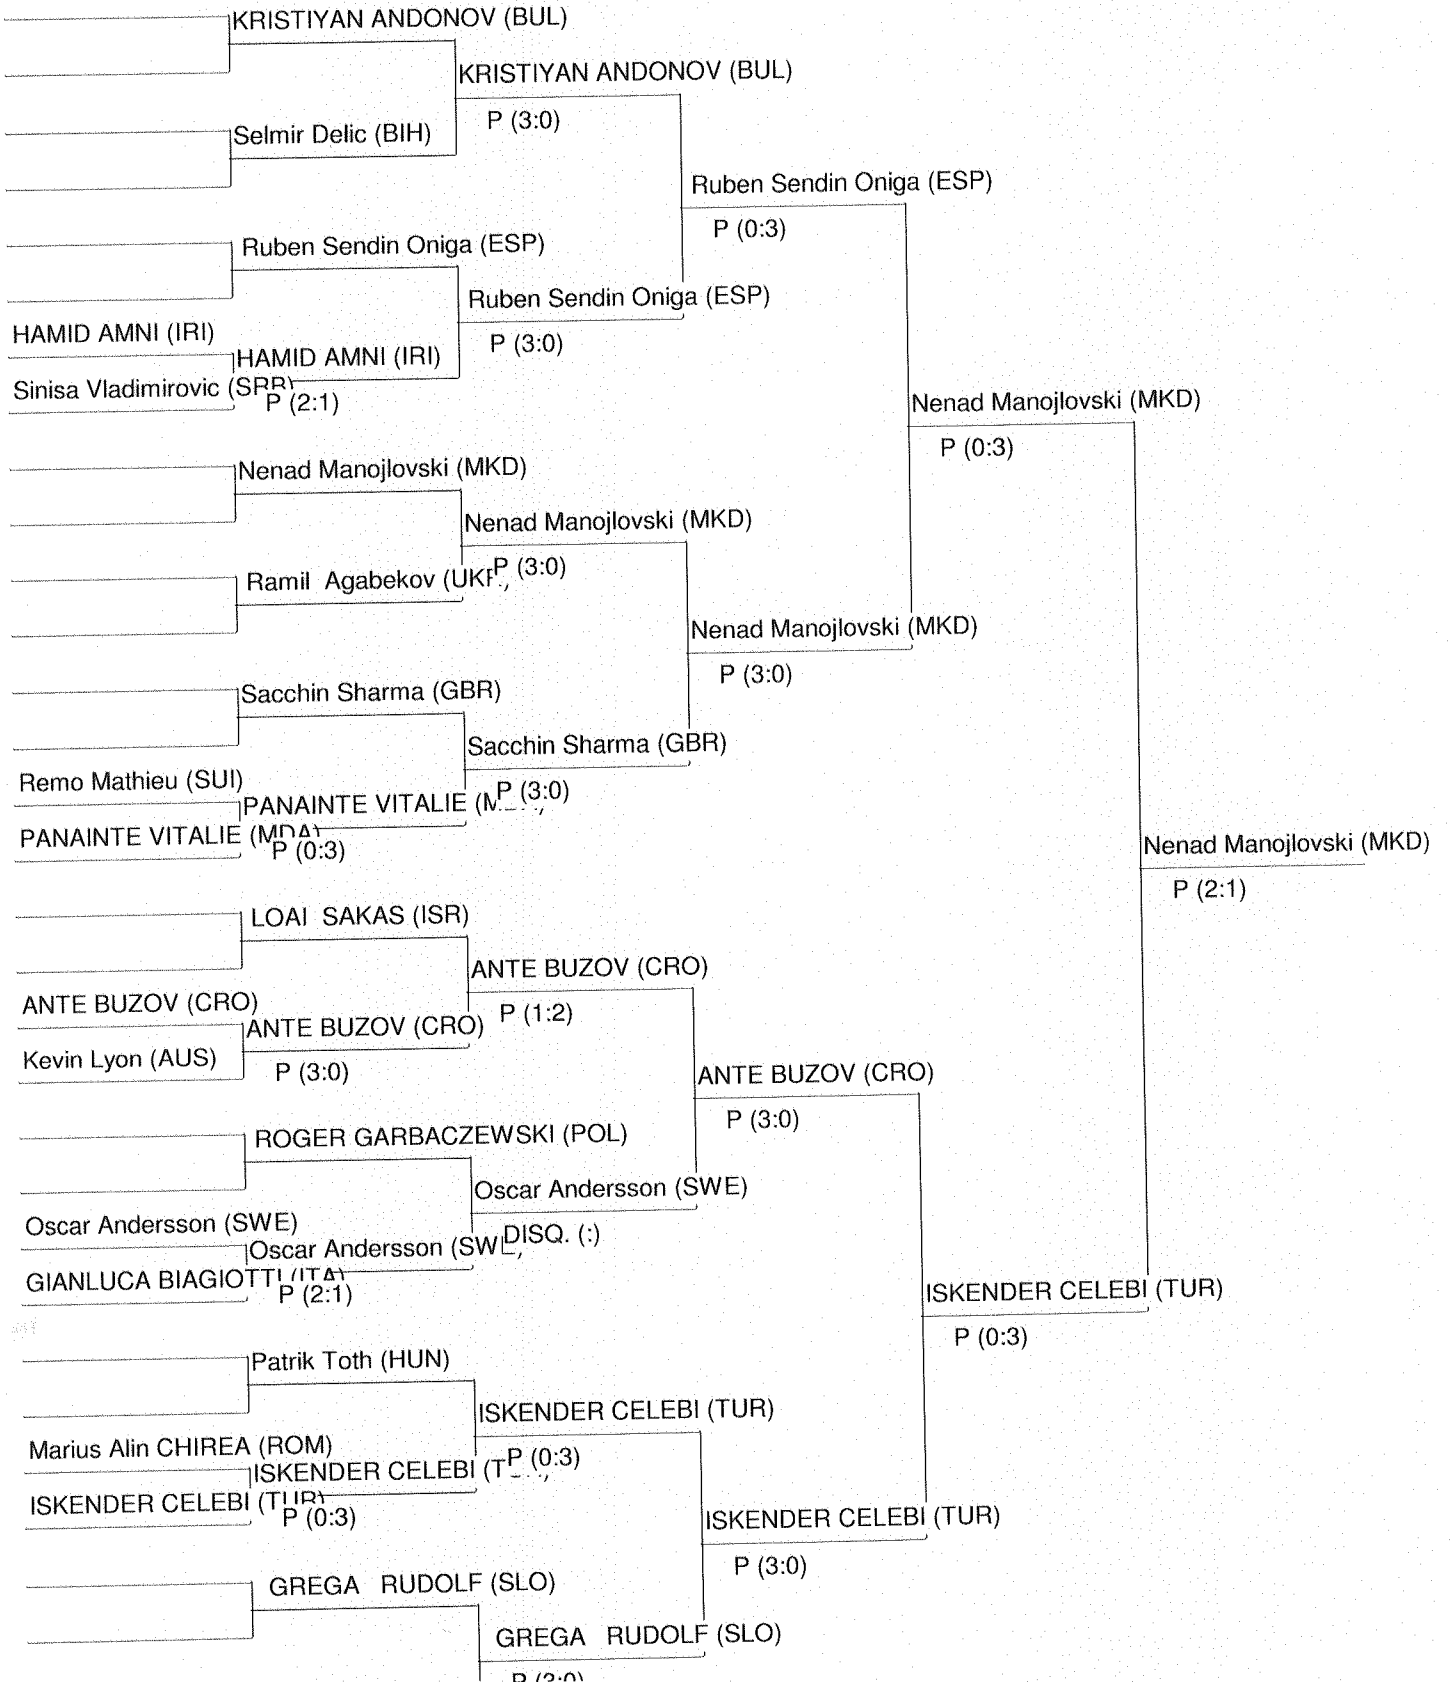 KRISTIYAN ANDONOV (BUL)
KRISTIYAN ANDONOV (BUL)
P (3:0)
Selmir Delic (BIH)
Ruben Sendin Oniga (ESP)
P (0:3)
Ruben Sendin Oniga (ESP)
Ruben Sendin Oniga (ESP)
P (3:0)
HAMID AMNI (IRI)
HAMID AMNI (IRI)
Sinisa Vladimirovic (SRB)
P (2:1)
Nenad Manojlovski (MKD)
P (0:3)
Nenad Manojlovski (MKD)
Nenad Manojlovski (MKD)
P (3:0)
Ramil Agabekov (UKR)
Nenad Manojlovski (MKD)
P (3:0)
Sacchin Sharma (GBR)
Sacchin Sharma (GBR)
P (3:0)
Remo Mathieu (SUI)
PANAINTE VITALIE
PANAINTE VITALIE (MDA)
P (0:3)
Nenad Manojlovski (MKD)
P (2:1)
LOAI SAKAS (ISR)
ANTE BUZOV (CRO)
P (1:2)
ANTE BUZOV (CRO)
ANTE BUZOV (CRO)
Kevin Lyon (AUS)
P (3:0)
ANTE BUZOV (CRO)
P (3:0)
ROGER GARBACZEWSKI (POL)
Oscar Andersson (SWE)
DISQ. (:)
Oscar Andersson (SWE)
Oscar Andersson (SWE)
GIANLUCA BIAGIOTTI (ITA)
P (2:1)
ISKENDER CELEBI (TUR)
P (0:3)
Patrik Toth (HUN)
ISKENDER CELEBI (TUR)
P (0:3)
Marius Alin CHIREA (ROM)
ISKENDER CELEBI
ISKENDER CELEBI (TUR)
P (0:3)
ISKENDER CELEBI (TUR)
P (3:0)
GREGA RUDOLF (SLO)
GREGA RUDOLF (SLO)